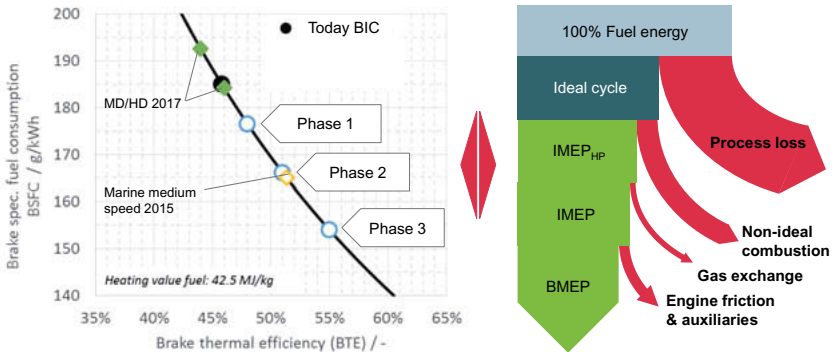 Brake spec. fuel consumption
BSFC / g/kWh
200
190
180
170
160
150
140
Today BIC
MD/HD 2017
Phase 1
Phase 2
Marine medium
speed 2015
Phase 3
Heating value fuel: 42.5 MJ/kg
35% 40% 45% 50% 55% 60% 65%
Brake thermal efficiency (BTE) / -
100% Fuel energy
Ideal cycle
Process loss
IMEP_HP
IMEP
Non-ideal
combustion
Gas exchange
BMEP
Engine friction
& auxiliaries